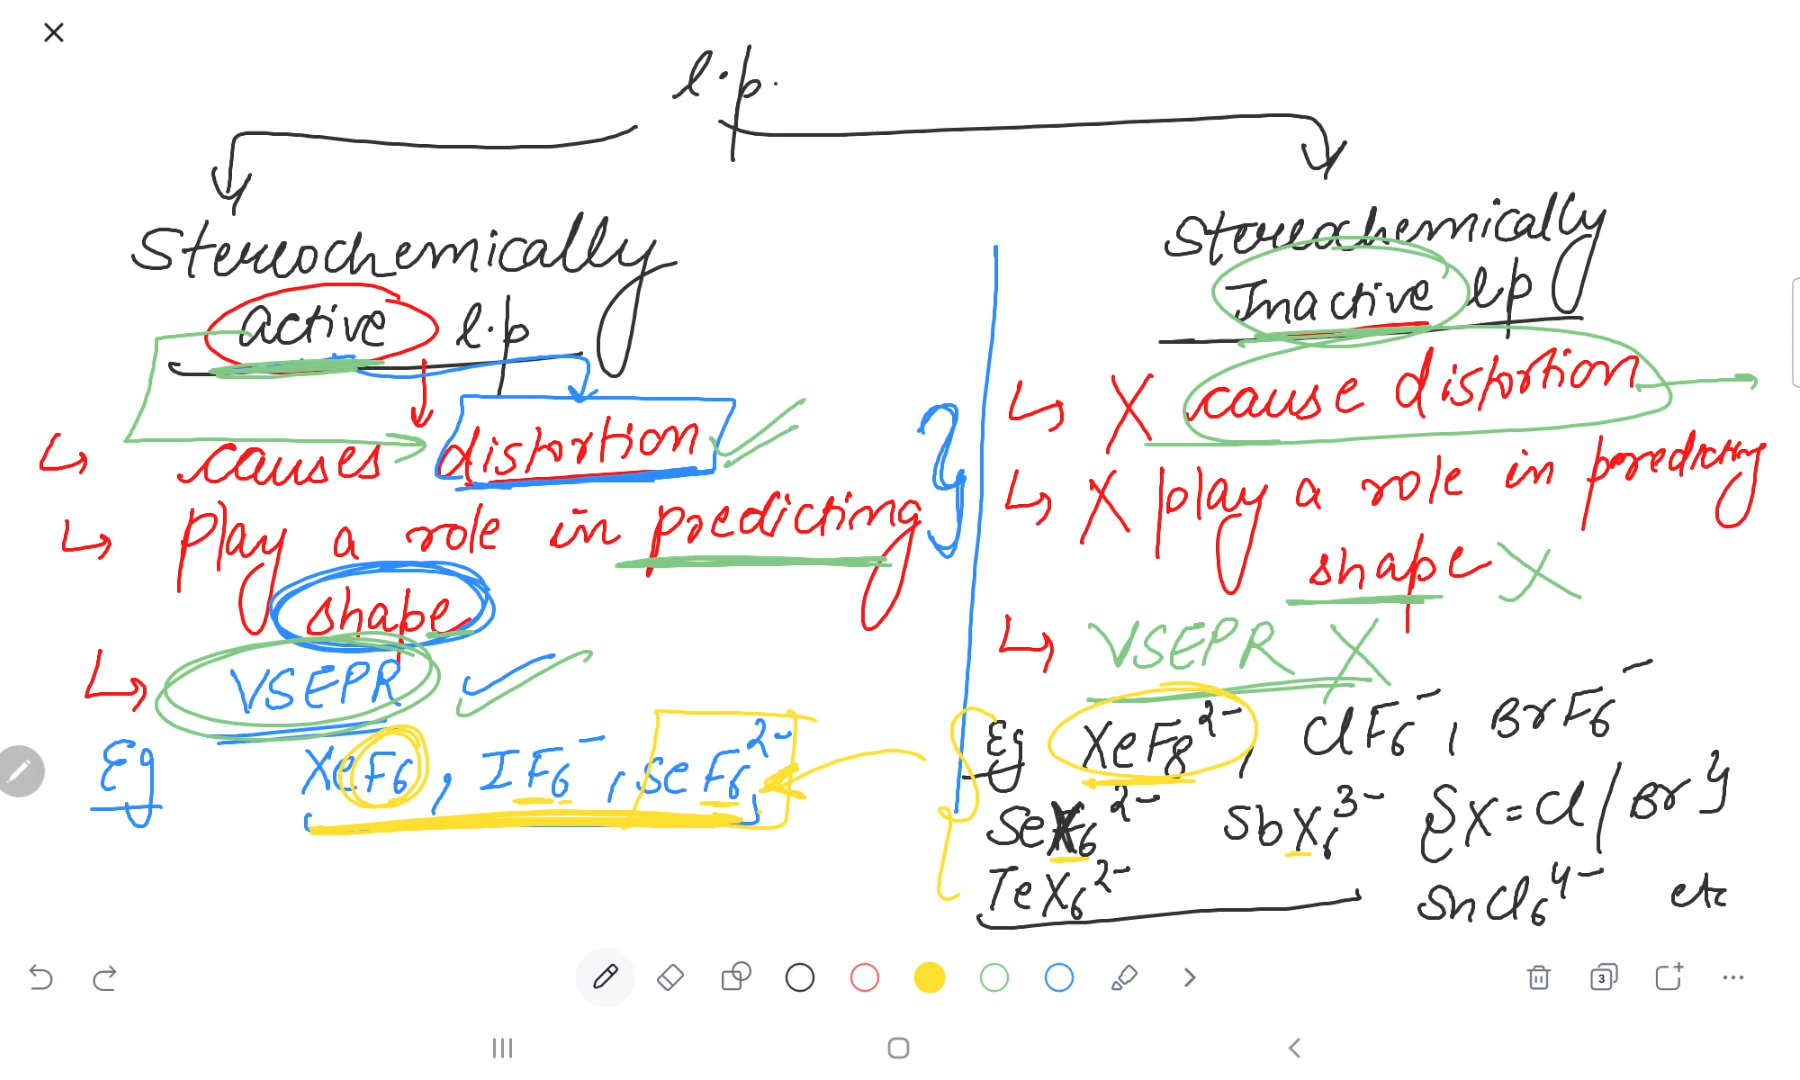 l.p.
Stereochemically
active l.p
↳ causes distortion
↳ Play a role in predicting
shape
↳ VSEPR ✓
Eg XeF6, IF6⁻, SeF6²⁻
Stereochemically
Inactive lp
↳ X cause distortion
↳ X play a role in predicting
shape X
↳ VSEPR X
Eg XeF8²⁻, ClF6⁻, BrF6⁻
SeX6²⁻ SbX6³⁻ {X=Cl/Br}
TeX6²⁻ SnCl6⁴⁻ etc
3